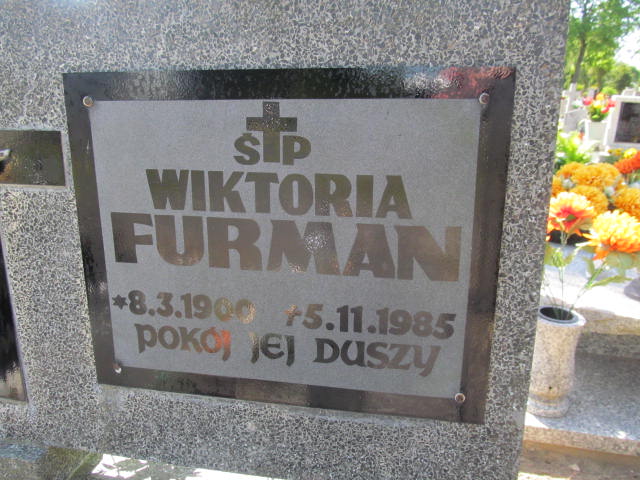 ŚP
WIKTORIA
FURMAN
*8.3.1900 †5.11.1985
POKÓJ JEJ DUSZY